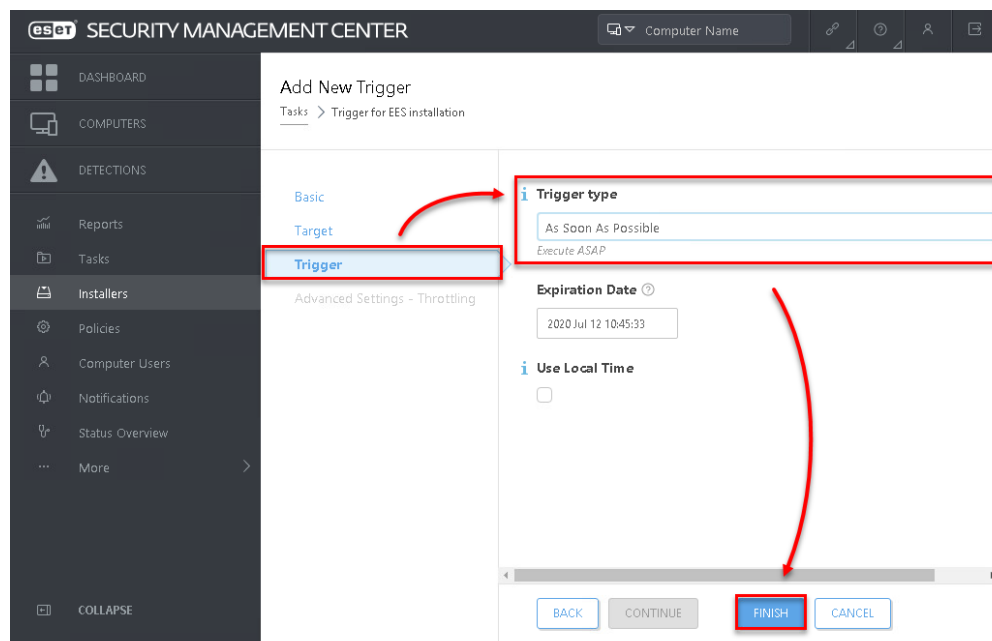 eset SECURITY MANAGEMENT CENTER
Computer Name
DASHBOARD
COMPUTERS
DETECTIONS
Reports
Tasks
Installers
Policies
Computer Users
Notifications
Status Overview
More
COLLAPSE
Add New Trigger
Tasks > Trigger for EES installation
Basic
Target
Trigger
Advanced Settings - Throttling
Trigger type
As Soon As Possible
Execute ASAP
Expiration Date
2020 Jul 12 10:45:33
Use Local Time
BACK CONTINUE FINISH CANCEL